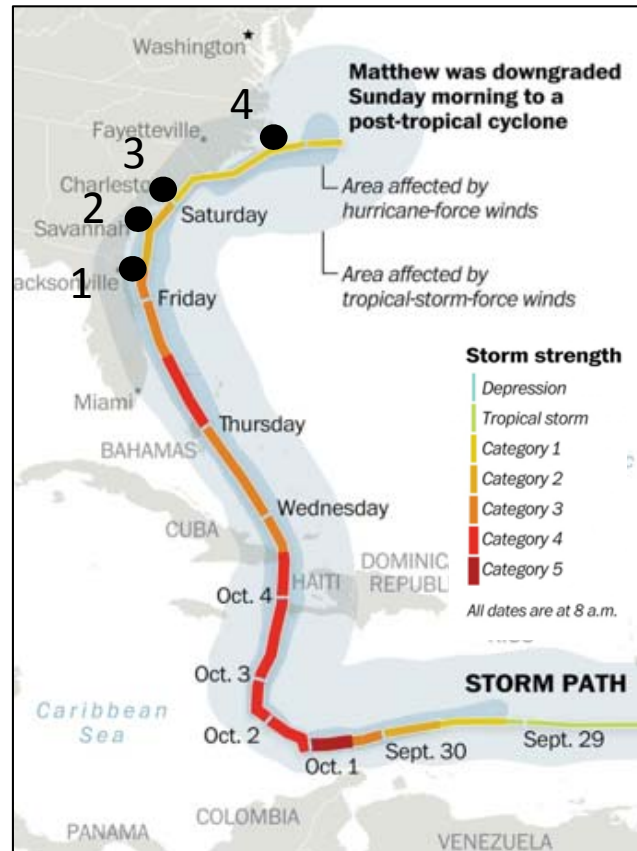 Washington
Matthew was downgraded
Sunday morning to a
post-tropical cyclone
4
Fayetteville
3
Area affected by
hurricane-force winds
Charlesto
2
Saturday
Savannah
Area affected by
tropical-storm-force winds
acksonville
1
Friday
Storm strength
Depression
Tropical storm
Category 1
Category 2
Category 3
Category 4
Category 5
All dates are at 8 a.m.
Miami
Thursday
BAHAMAS
Wednesday
CUBA
DOMINIC
REPUBL
HAITI
Oct. 4
Oct. 3
STORM PATH
Caribbean
Sea
Oct. 2
Oct. 1
Sept. 30
Sept. 29
COLOMBIA
PANAMA
VENEZUELA